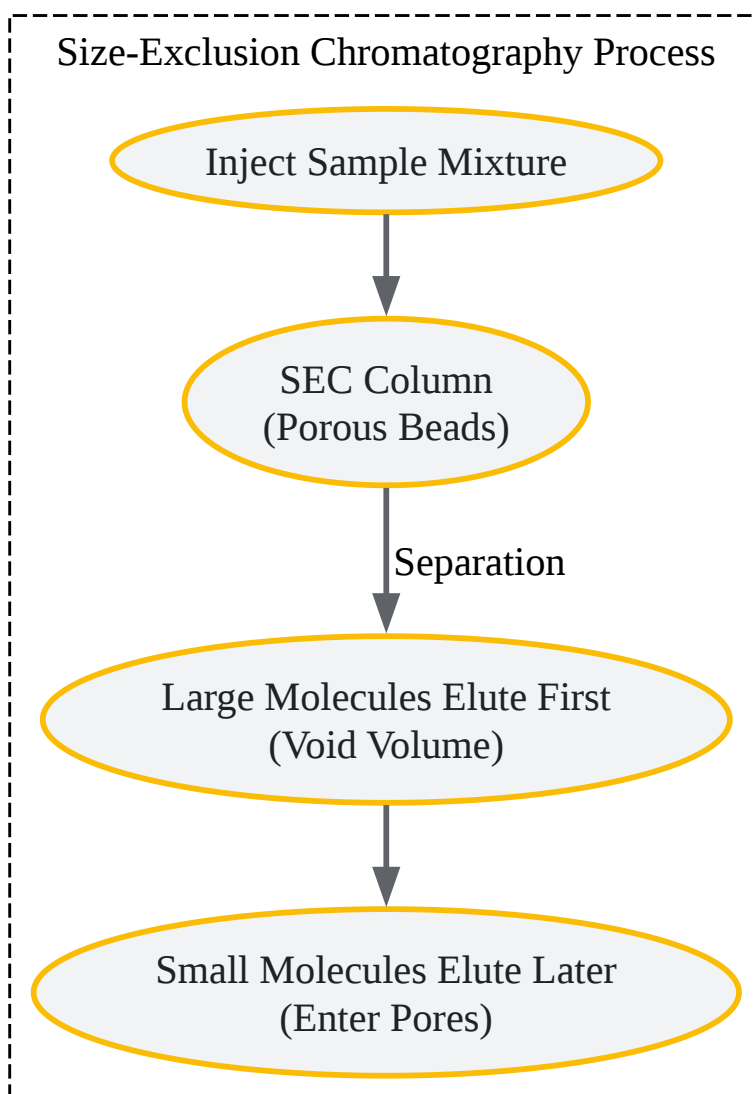 Size-Exclusion Chromatography Process
Inject Sample Mixture
SEC Column
(Porous Beads)
Separation
Large Molecules Elute First
(Void Volume)
Small Molecules Elute Later
(Enter Pores)